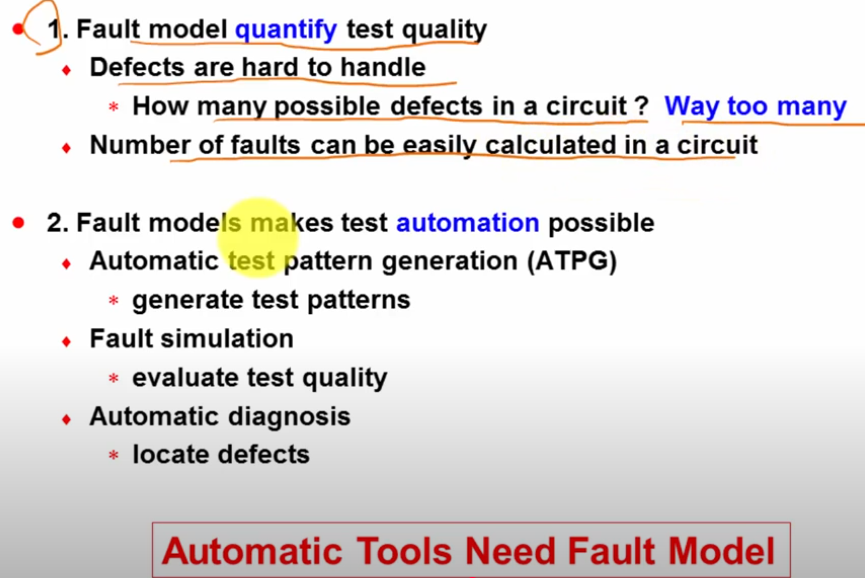 1. Fault model quantify test quality
Defects are hard to handle
* How many possible defects in a circuit ? Way too many
Number of faults can be easily calculated in a circuit
2. Fault models makes test automation possible
Automatic test pattern generation (ATPG)
* generate test patterns
Fault simulation
* evaluate test quality
Automatic diagnosis
* locate defects
Automatic Tools Need Fault Model